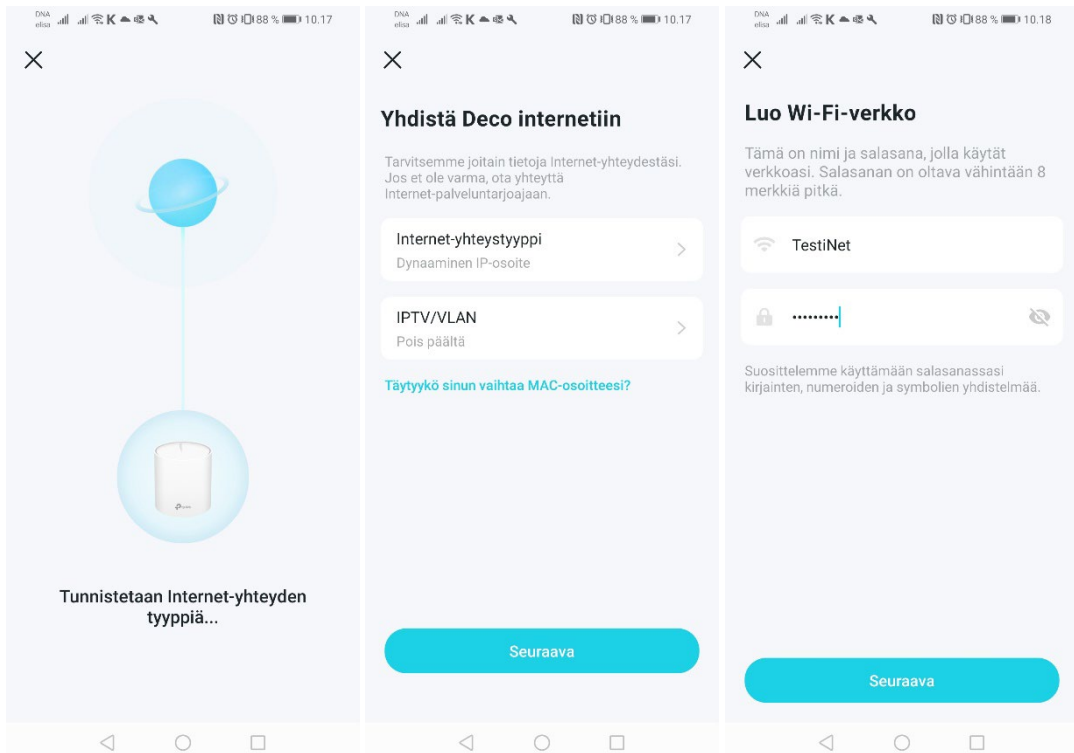 DNA
elisa
88 % 10.17
Tunnistetaan Internet-yhteyden
tyyppiä...
DNA
elisa
88 % 10.17
Yhdistä Deco internetiin
Tarvitsemme joitain tietoja Internet-yhteydestäsi.
Jos et ole varma, ota yhteyttä
Internet-palveluntarjoajaan.
Internet-yhteystyyppi
Dynaaminen IP-osoite
IPTV/VLAN
Pois päältä
Täytyykö sinun vaihtaa MAC-osoitteesi?
Seuraava
DNA
elisa
88 % 10.18
Luo Wi-Fi-verkko
Tämä on nimi ja salasana, jolla käytät
verkkoasi. Salasanan on oltava vähintään 8
merkkiä pitkä.
TestiNet
•••••••••
Suosittelemme käyttämään salasanassasi
kirjainten, numeroiden ja symbolien yhdistelmää.
Seuraava